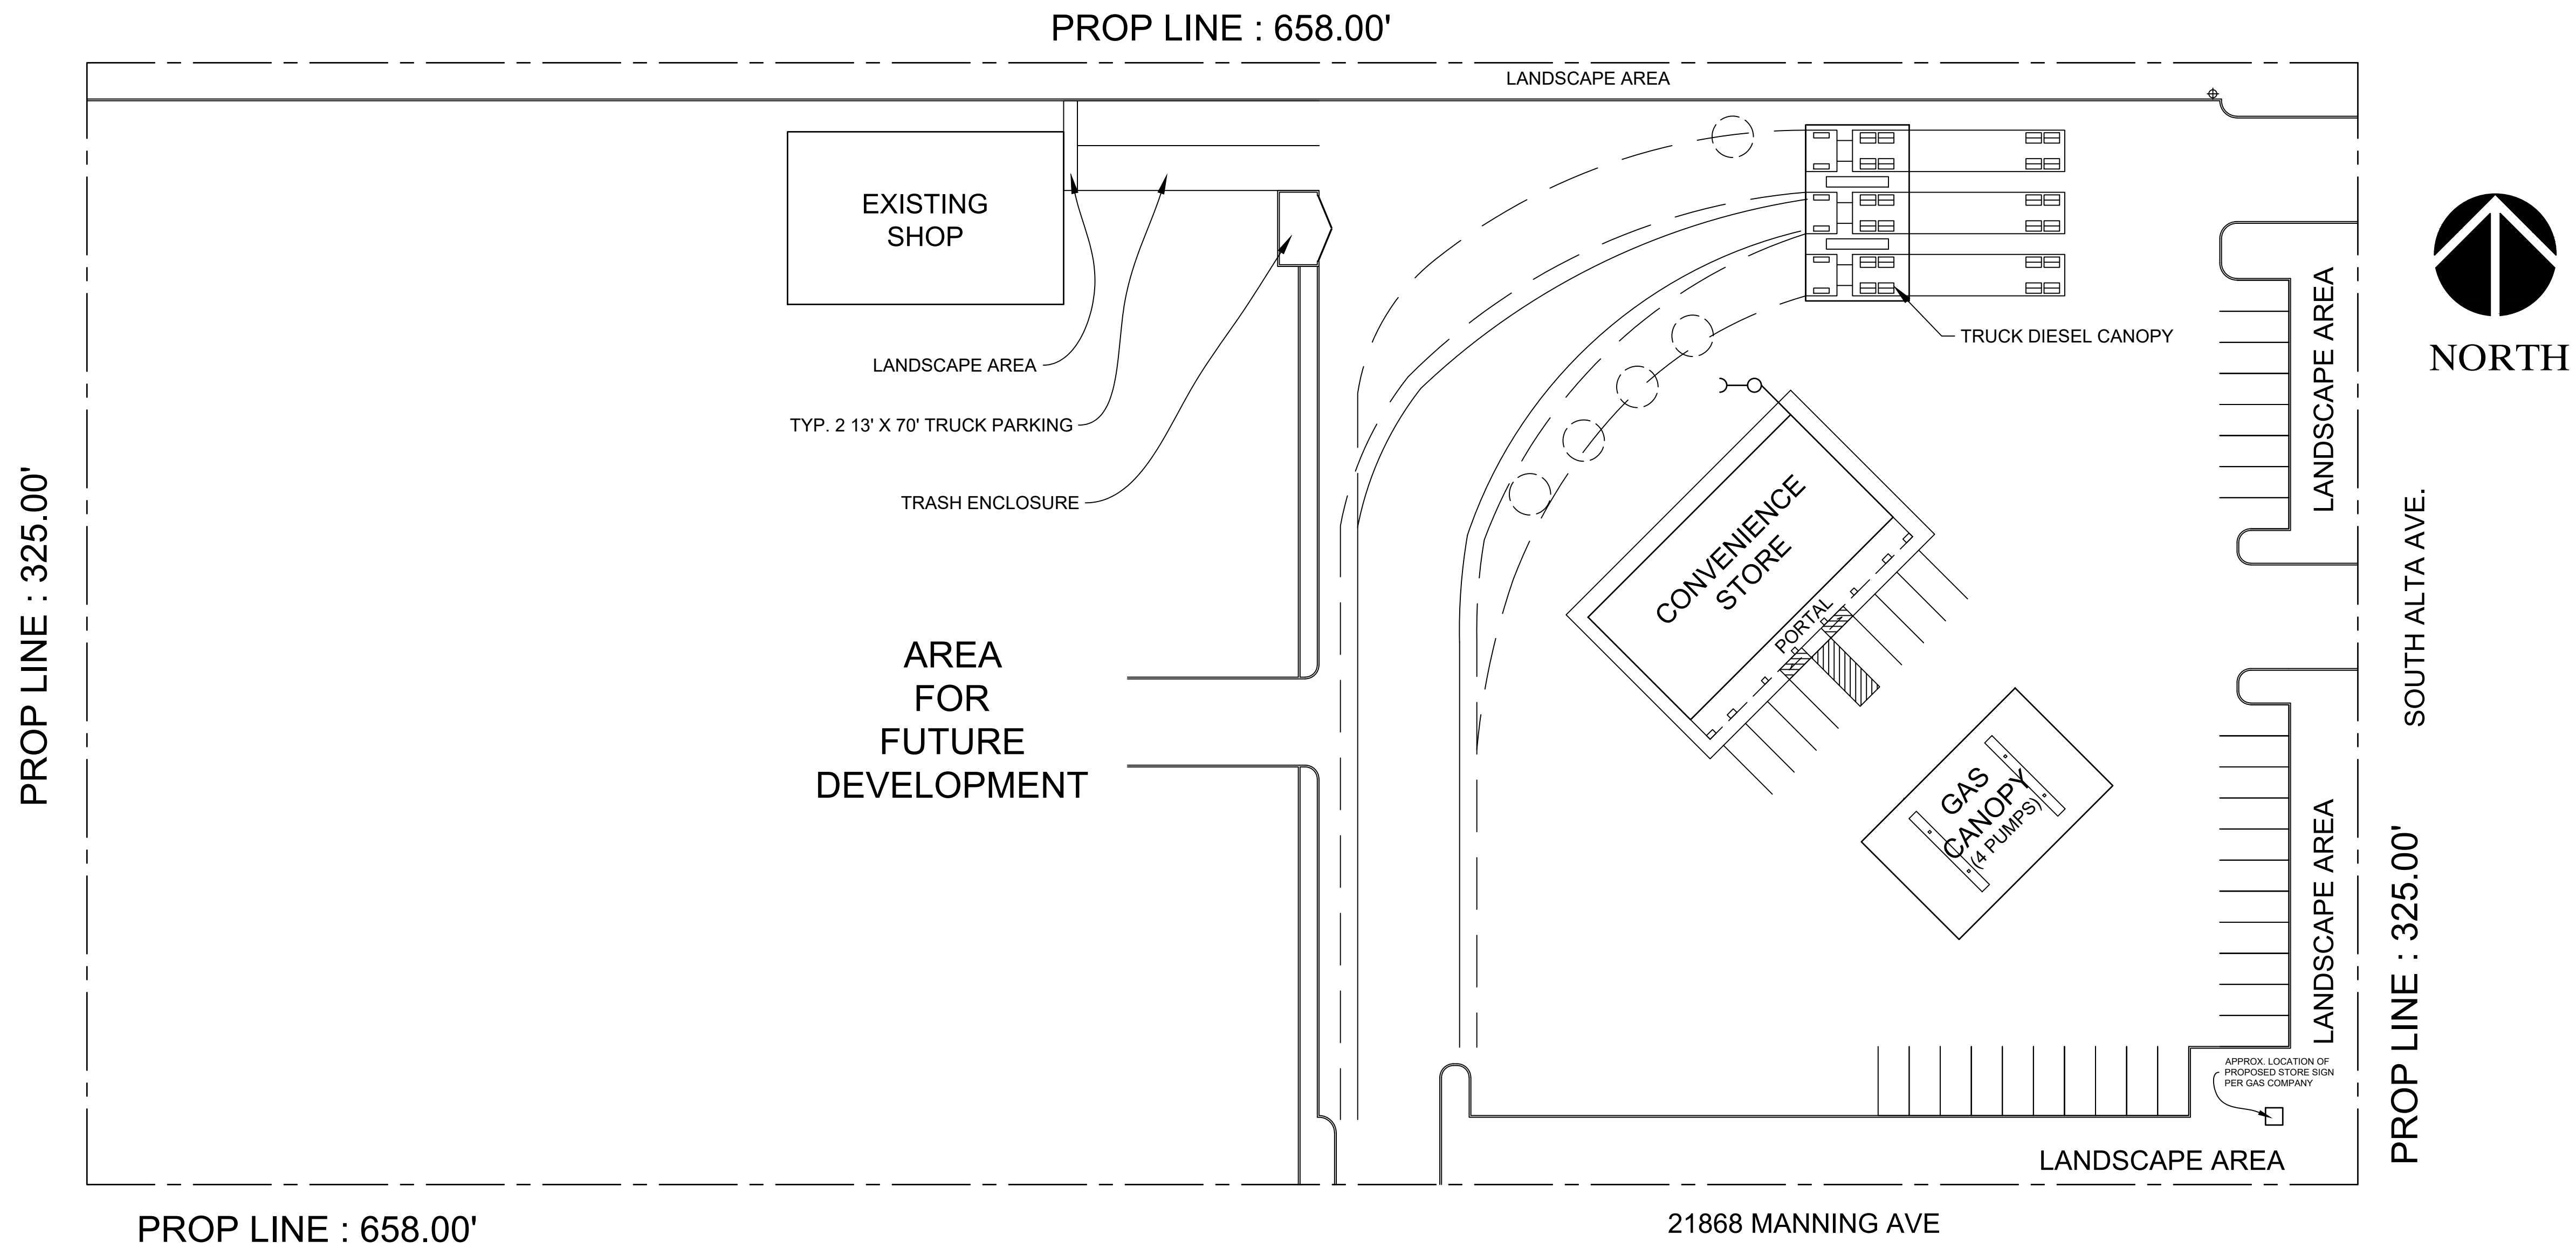 PROP LINE : 658.00'
LANDSCAPE AREA
EXISTING
SHOP
LANDSCAPE AREA
TYP. 2 13' X 70' TRUCK PARKING
TRASH ENCLOSURE
TRUCK DIESEL CANOPY
NORTH
LANDSCAPE AREA
SOUTH ALTA AVE.
PROP LINE : 325.00'
CONVENIENCE
STORE
PORTAL
AREA
FOR
FUTURE
DEVELOPMENT
GAS
CANOPY
(4 PUMPS)
LANDSCAPE AREA
PROP LINE : 325.00'
APPROX. LOCATION OF
PROPOSED STORE SIGN
PER GAS COMPANY
LANDSCAPE AREA
PROP LINE : 658.00'
21868 MANNING AVE